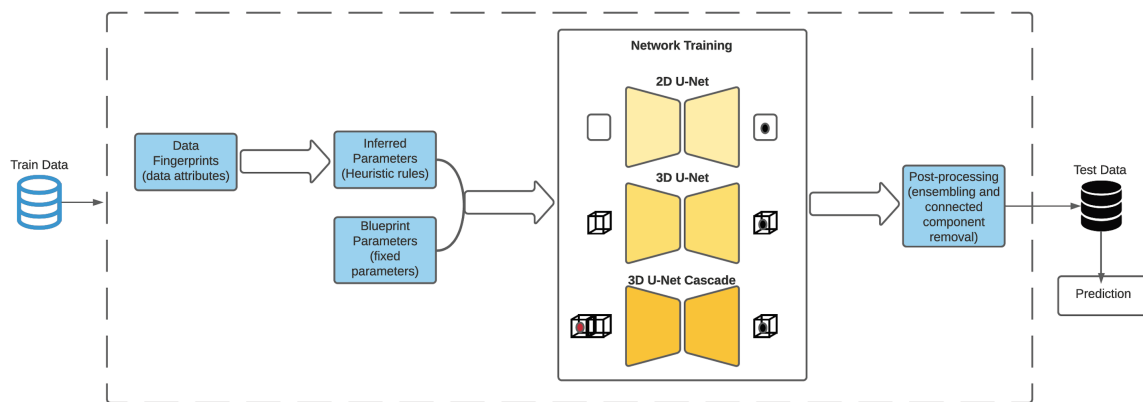 Train Data
Data
Fingerprints
(data attributes)
Inferred
Parameters
(Heuristic rules)
Blueprint
Parameters
(fixed
parameters)
Network Training
2D U-Net
3D U-Net
3D U-Net Cascade
Post-processing
(ensembling and
connected
component
removal)
Test Data
Prediction